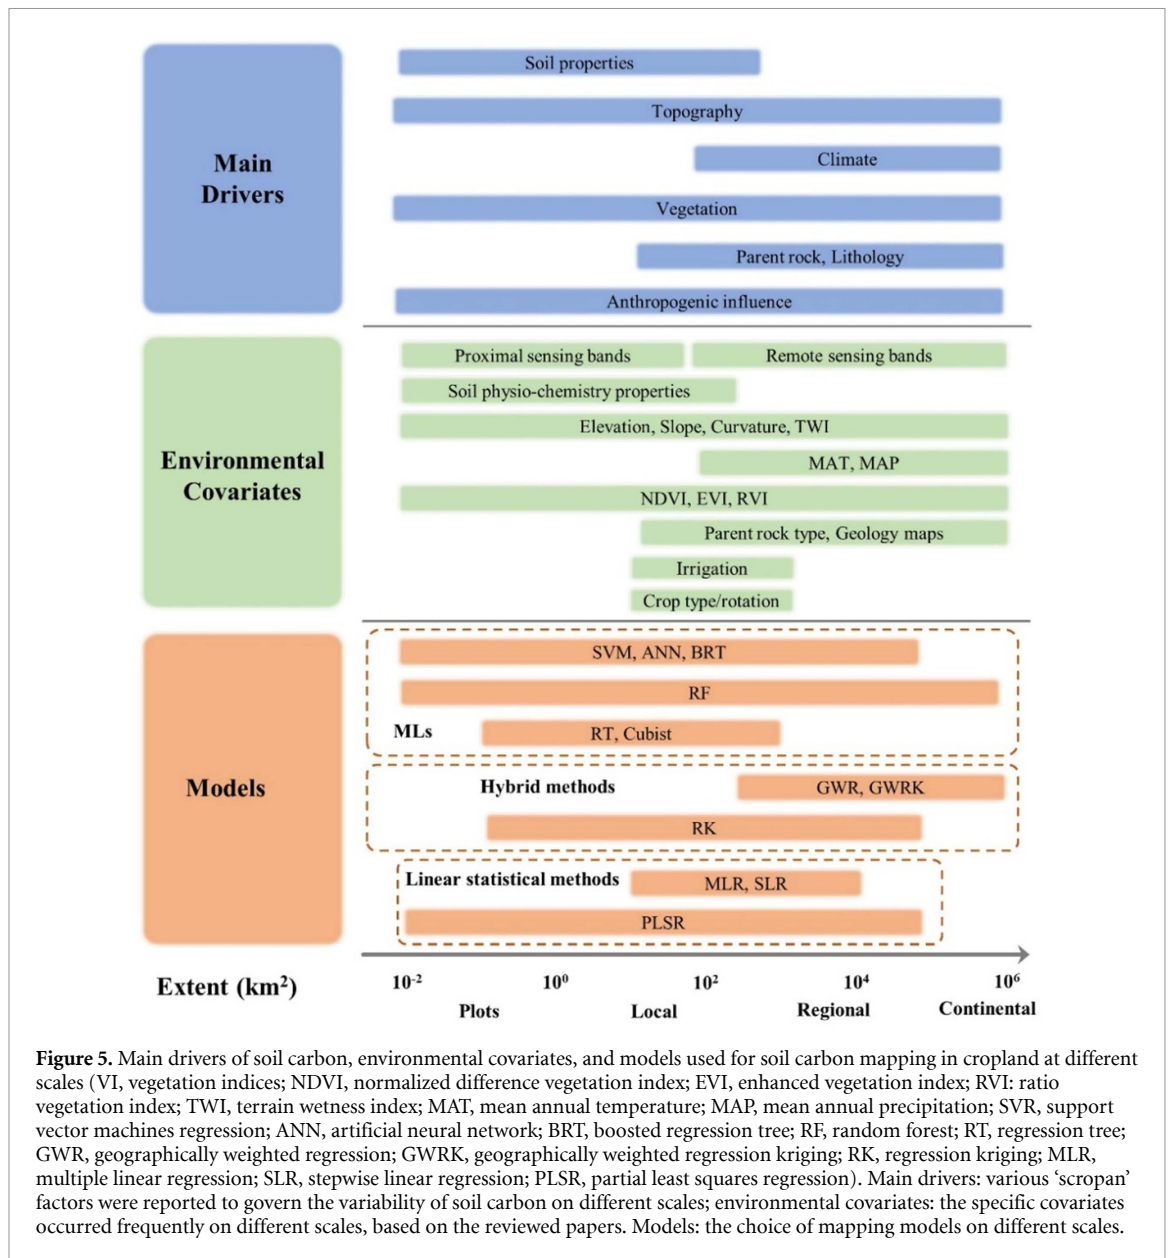 Main
Drivers
Soil properties
Topography
Climate
Vegetation
Parent rock, Lithology
Anthropogenic influence
Environmental
Covariates
Proximal sensing bands
Remote sensing bands
Soil physio-chemistry properties
Elevation, Slope, Curvature, TWI
MAT, MAP
NDVI, EVI, RVI
Parent rock type, Geology maps
Irrigation
Crop type/rotation
Models
SVM, ANN, BRT
RF
MLs
RT, Cubist
Hybrid methods
GWR, GWRK
RK
Linear statistical methods
MLR, SLR
PLSR
Extent (km²)
10⁻² 10⁰ 10² 10⁴ 10⁶
Plots Local Regional Continental
Figure 5. Main drivers of soil carbon, environmental covariates, and models used for soil carbon mapping in cropland at different
scales (VI, vegetation indices; NDVI, normalized difference vegetation index; EVI, enhanced vegetation index; RVI: ratio
vegetation index; TWI, terrain wetness index; MAT, mean annual temperature; MAP, mean annual precipitation; SVR, support
vector machines regression; ANN, artificial neural network; BRT, boosted regression tree; RF, random forest; RT, regression tree;
GWR, geographically weighted regression; GWRK, geographically weighted regression kriging; RK, regression kriging; MLR,
multiple linear regression; SLR, stepwise linear regression; PLSR, partial least squares regression). Main drivers: various ‘scropan’
factors were reported to govern the variability of soil carbon on different scales; environmental covariates: the specific covariates
occurred frequently on different scales, based on the reviewed papers. Models: the choice of mapping models on different scales.